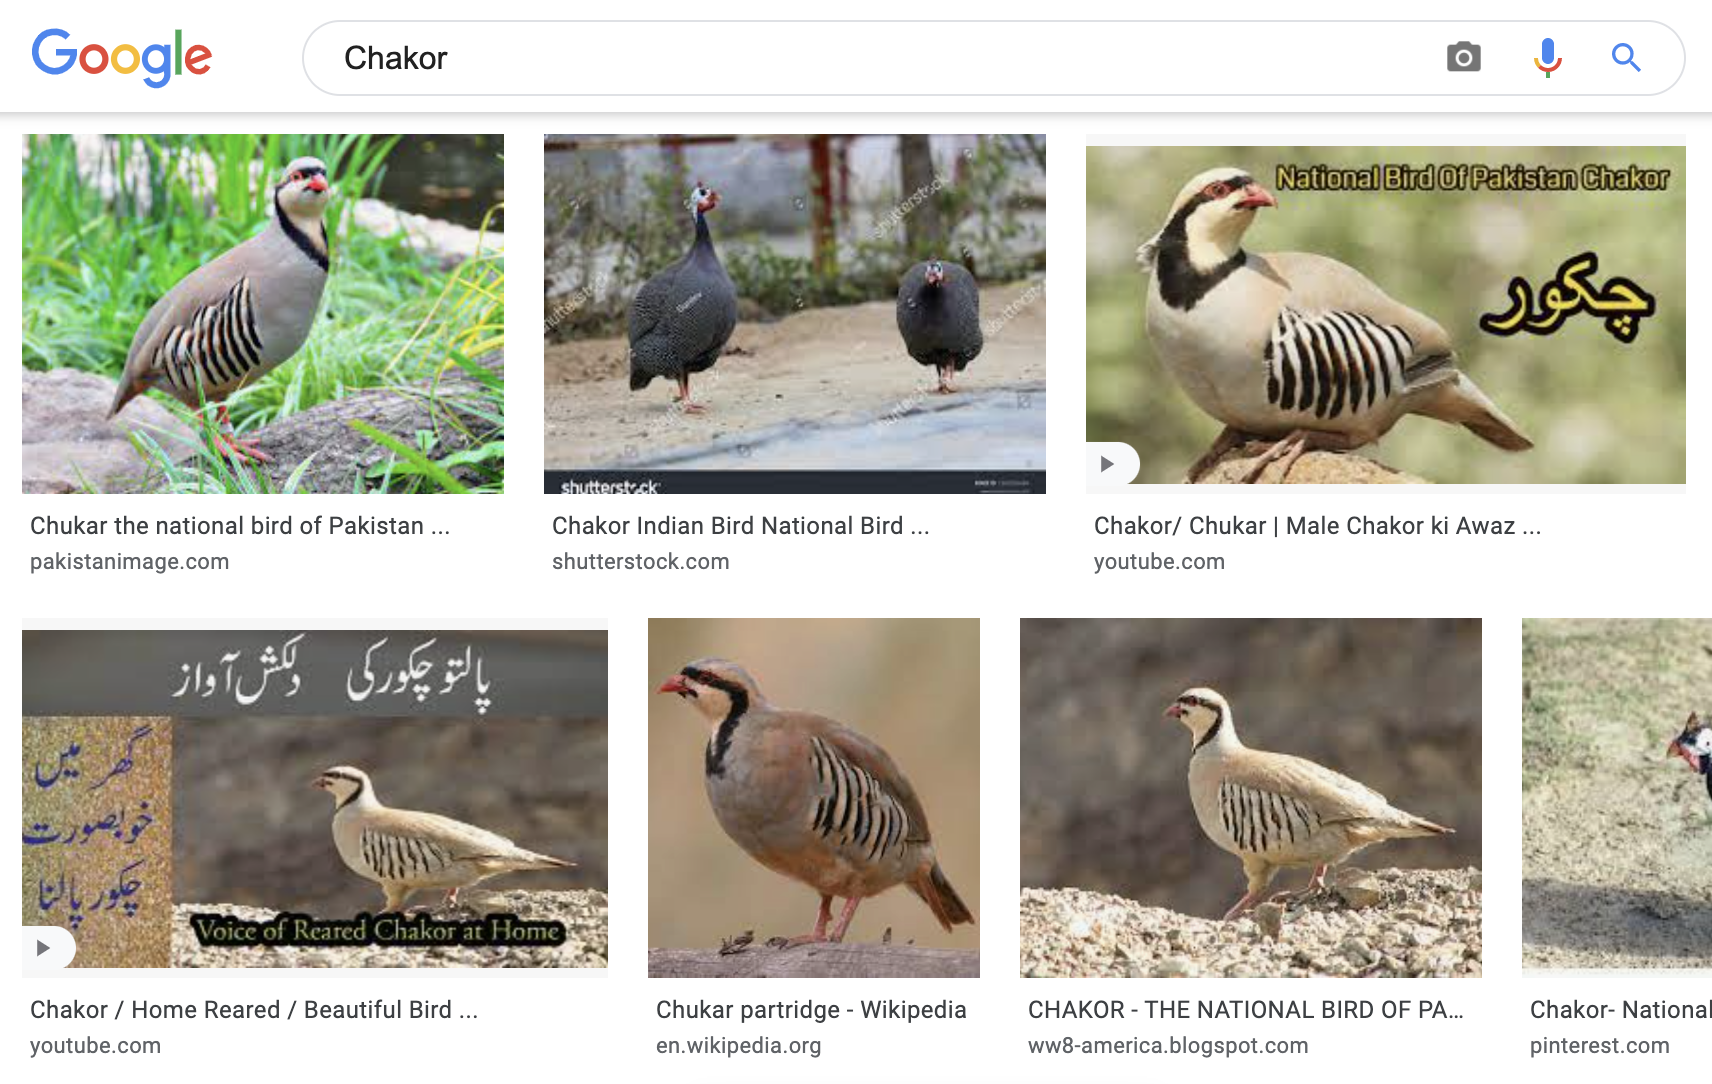 Google
Chakor
National Bird Of Pakistan Chakor
چکور
shutterstock
shutterstock
shutterstock
Chukar the national bird of Pakistan ...
pakistanimage.com
Chakor Indian Bird National Bird ...
shutterstock.com
Chakor/ Chukar | Male Chakor ki Awaz ...
youtube.com
پالتو چکور کی دلکش آواز
گھر میں
خوبصورت
چکور پالنا
Voice of Reared Chakor at Home
Chakor / Home Reared / Beautiful Bird ...
youtube.com
Chukar partridge - Wikipedia
en.wikipedia.org
CHAKOR - THE NATIONAL BIRD OF PA...
ww8-america.blogspot.com
Chakor- National
pinterest.com